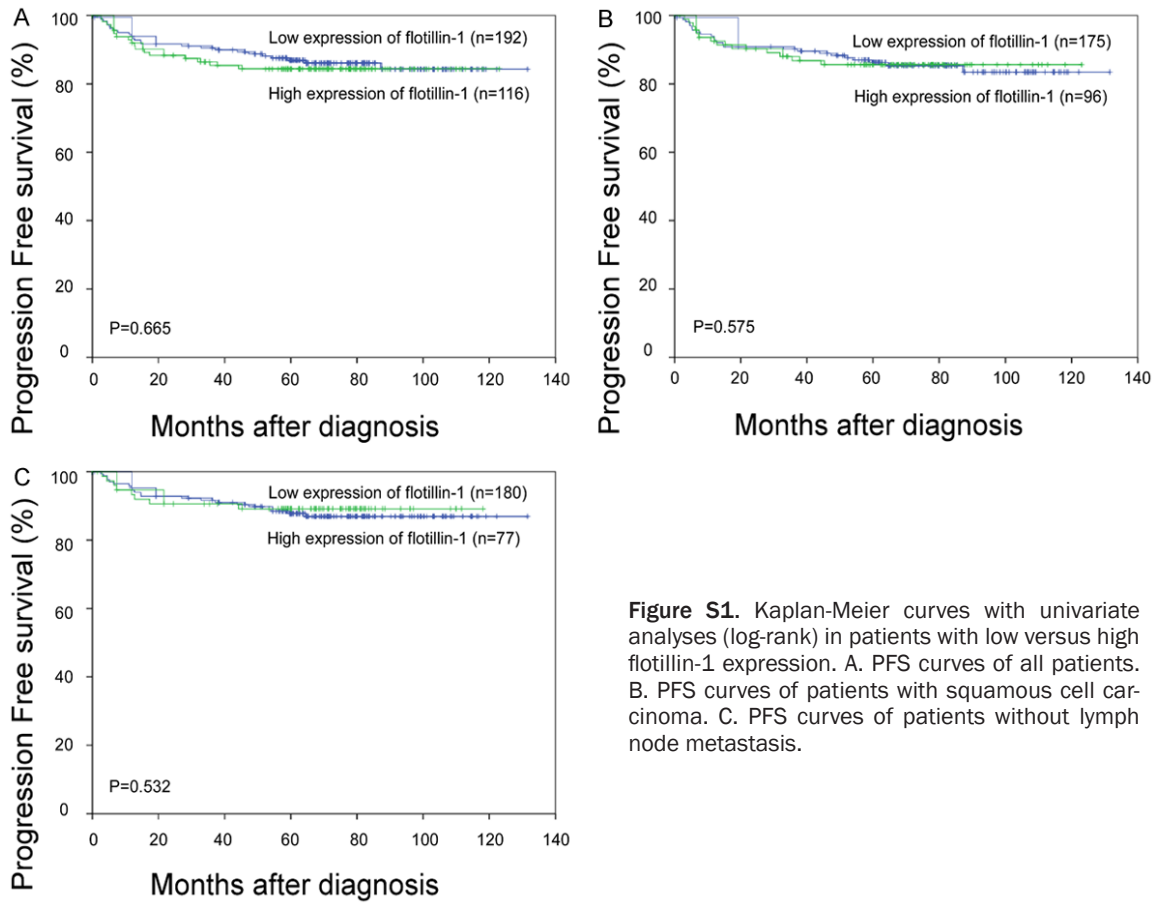 A
Progression Free survival (%)
100
80
60
40
20
0
Low expression of flotillin-1 (n=192)
High expression of flotillin-1 (n=116)
P=0.665
0 20 40 60 80 100 120 140
Months after diagnosis
B
Progression Free survival (%)
100
80
60
40
20
0
Low expression of flotillin-1 (n=175)
High expression of flotillin-1 (n=96)
P=0.575
0 20 40 60 80 100 120 140
Months after diagnosis
C
Progression Free survival (%)
100
80
60
40
20
0
Low expression of flotillin-1 (n=180)
High expression of flotillin-1 (n=77)
P=0.532
0 20 40 60 80 100 120 140
Months after diagnosis
Figure S1. Kaplan-Meier curves with univariate
analyses (log-rank) in patients with low versus high
flotillin-1 expression. A. PFS curves of all patients.
B. PFS curves of patients with squamous cell car-
cinoma. C. PFS curves of patients without lymph
node metastasis.